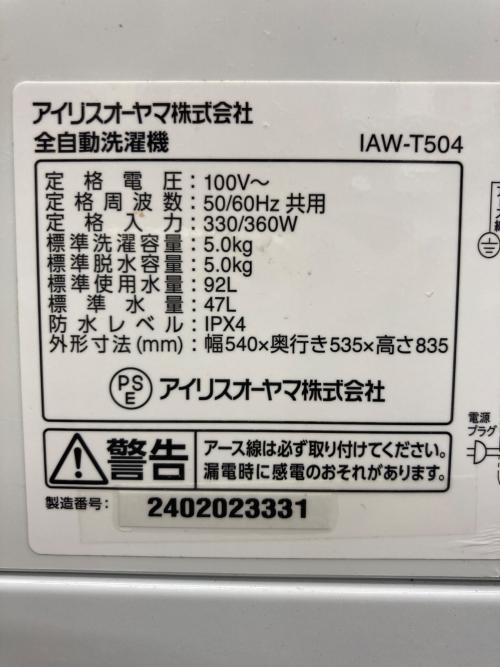 アイリスオーヤマ株式会社
全自動洗濯機 IAW-T504
定格電圧：100V～
定格周波数：50/60Hz 共用
定格入力：330/360W
標準洗濯容量：5.0kg
標準脱水容量：5.0kg
標準使用水量：92L
標準水量：47L
防水レベル：IPX4
外形寸法(mm)：幅540×奥行き535×高さ835
PSE アイリスオーヤマ株式会社
警告
アース線は必ず取り付けてください。
漏電時に感電のおそれがあります。
製造番号： 2402023331
電源
プラグ